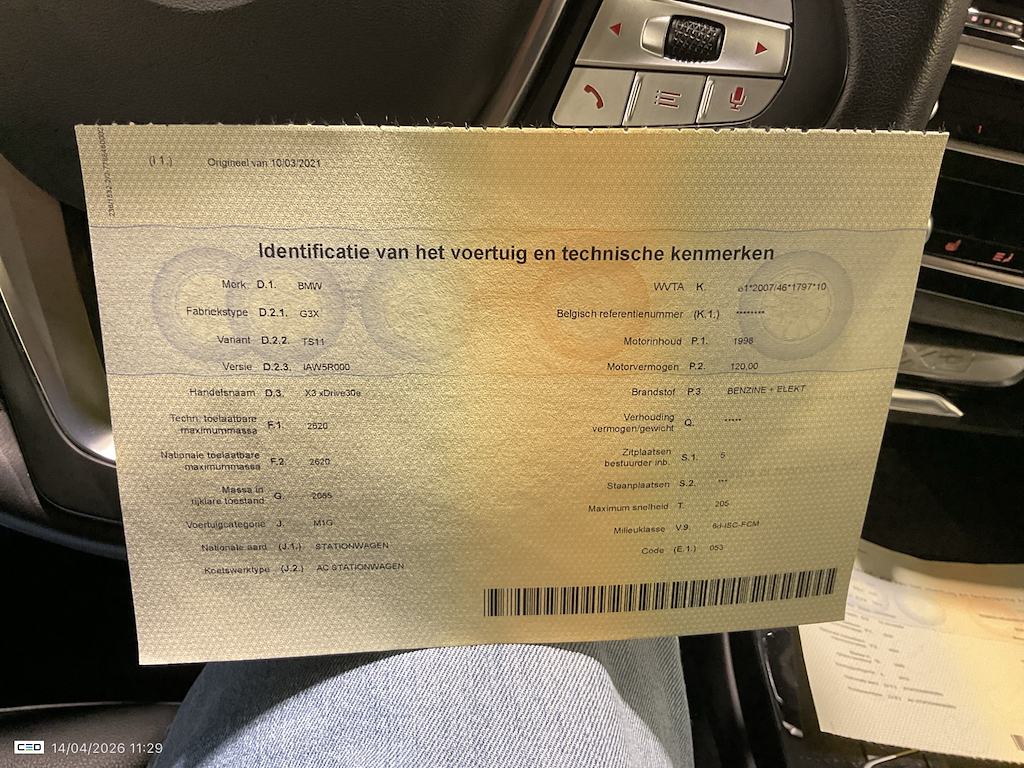 (I 1.) Origineel van 10/03/2021
Identificatie van het voertuig en technische kenmerken
Merk D.1. BMW
Fabriekstype D.2.1. G3X
Variant D.2.2. TS11
Versie D.2.3. IAW5R000
Handelsnaam D.3. X3 xDrive30e
Techn. toelaatbare
maximummassa F.1. 2620
Nationale toelaatbare
maximummassa F.2. 2620
Massa in
rijklare toestand G. 2065
Voertuigcategorie J. M1G
Nationale aard (J.1.) STATIONWAGEN
Koetswerktype (J.2.) AC STATIONWAGEN
WVTA K. e1*2007/46*1797*10
Belgisch referentienummer (K.1.) ********
Motorinhoud P.1. 1998
Motorvermogen P.2. 120,00
Brandstof P.3. BENZINE + ELEKT
Verhouding
vermogen/gewicht Q. *****
Zitplaatsen
bestuurder inb. S.1. 5
Staanplaatsen S.2. ***
Maximum snelheid T. 205
Milieuklasse V.9. 6d-ISC-FCM
Code (E.1.) 053
CEO 14/04/2026 11:29